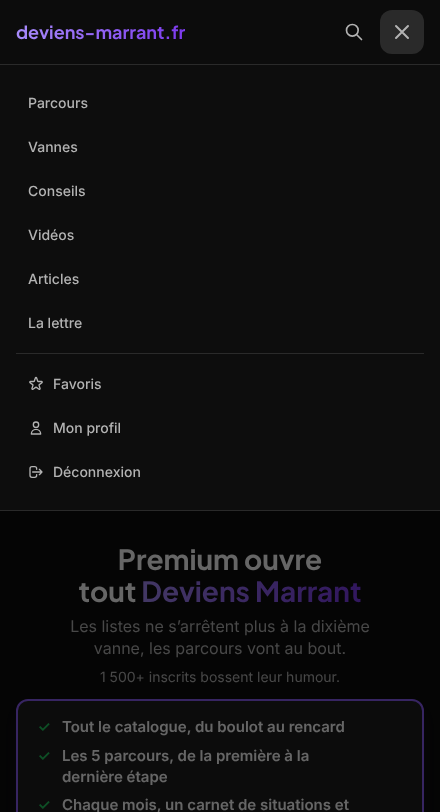 deviens-marrant.fr
Parcours
Vannes
Conseils
Vidéos
Articles
La lettre
Favoris
Mon profil
Déconnexion
Premium ouvre
tout Deviens Marrant
Les listes ne s’arrêtent plus à la dixième
vanne, les parcours vont au bout.
1 500+ inscrits bossent leur humour.
Tout le catalogue, du boulot au rencard
Les 5 parcours, de la première à la
dernière étape
Chaque mois, un carnet de situations et